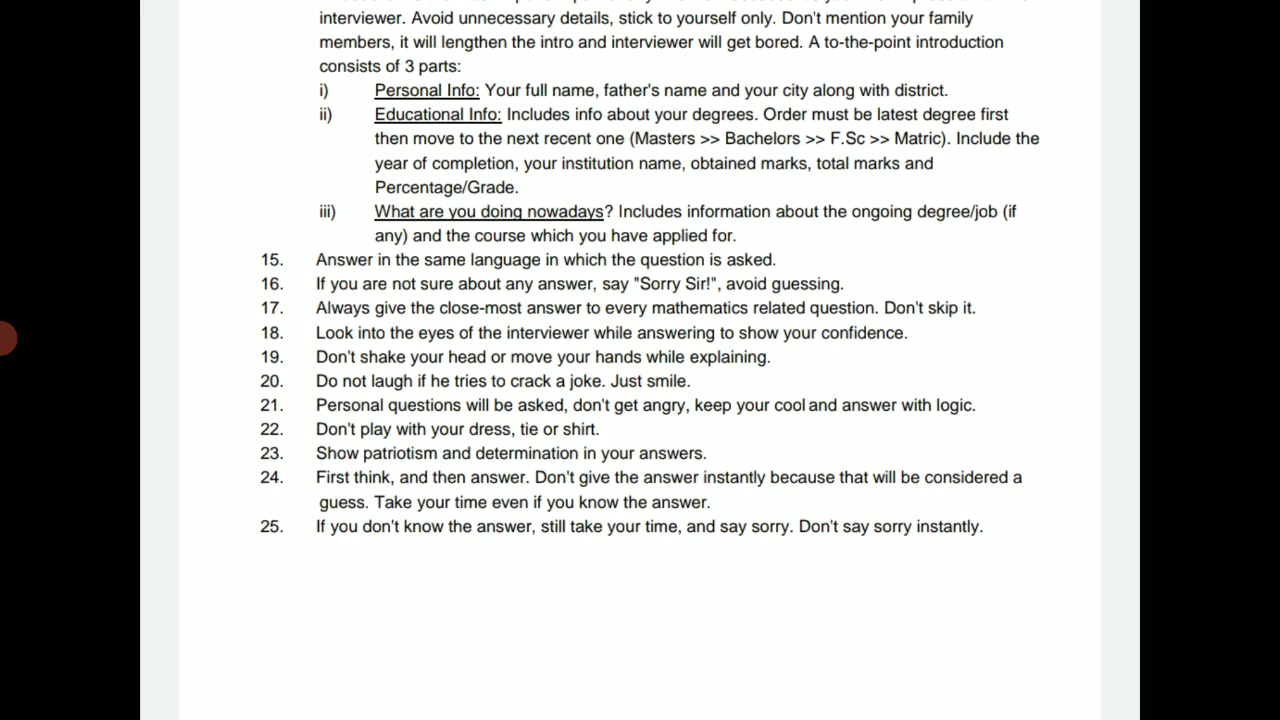 interviewer. Avoid unnecessary details, stick to yourself only. Don't mention your family
members, it will lengthen the intro and interviewer will get bored. A to-the-point introduction
consists of 3 parts:
i) Personal Info: Your full name, father's name and your city along with district.
ii) Educational Info: Includes info about your degrees. Order must be latest degree first
then move to the next recent one (Masters >> Bachelors >> F.Sc >> Matric). Include the
year of completion, your institution name, obtained marks, total marks and
Percentage/Grade.
iii) What are you doing nowadays? Includes information about the ongoing degree/job (if
any) and the course which you have applied for.
15. Answer in the same language in which the question is asked.
16. If you are not sure about any answer, say "Sorry Sir!", avoid guessing.
17. Always give the close-most answer to every mathematics related question. Don't skip it.
18. Look into the eyes of the interviewer while answering to show your confidence.
19. Don't shake your head or move your hands while explaining.
20. Do not laugh if he tries to crack a joke. Just smile.
21. Personal questions will be asked, don't get angry, keep your cool and answer with logic.
22. Don't play with your dress, tie or shirt.
23. Show patriotism and determination in your answers.
24. First think, and then answer. Don't give the answer instantly because that will be considered a
guess. Take your time even if you know the answer.
25. If you don't know the answer, still take your time, and say sorry. Don't say sorry instantly.